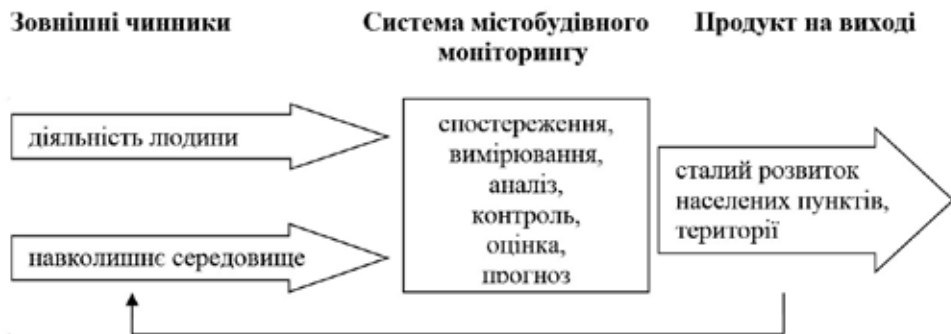 Зовнішні чинники
Система містобудівного
моніторингу
Продукт на виході
діяльність людини
навколишнє середовище
спостереження,
вимірювання,
аналіз,
контроль,
оцінка,
прогноз
сталий розвиток
населених пунктів,
території